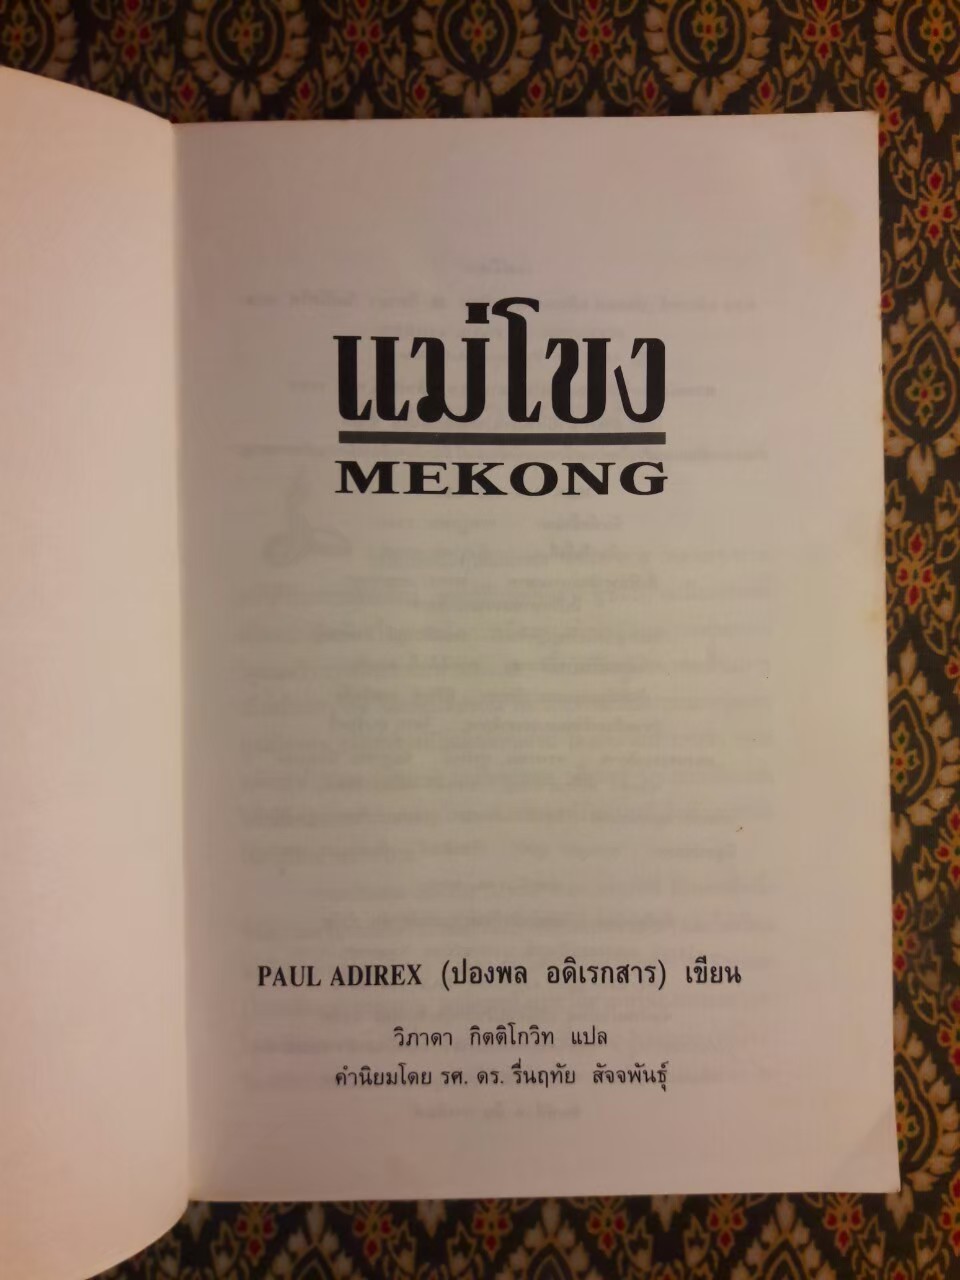 แม่โขง
MEKONG
PAUL ADIREX (ปองพล อดิเรกสาร) เขียน
วิภาดา กิตติโกวิท แปล
คำนิยมโดย รศ. ดร. รื่นฤทัย สัจจพันธุ์